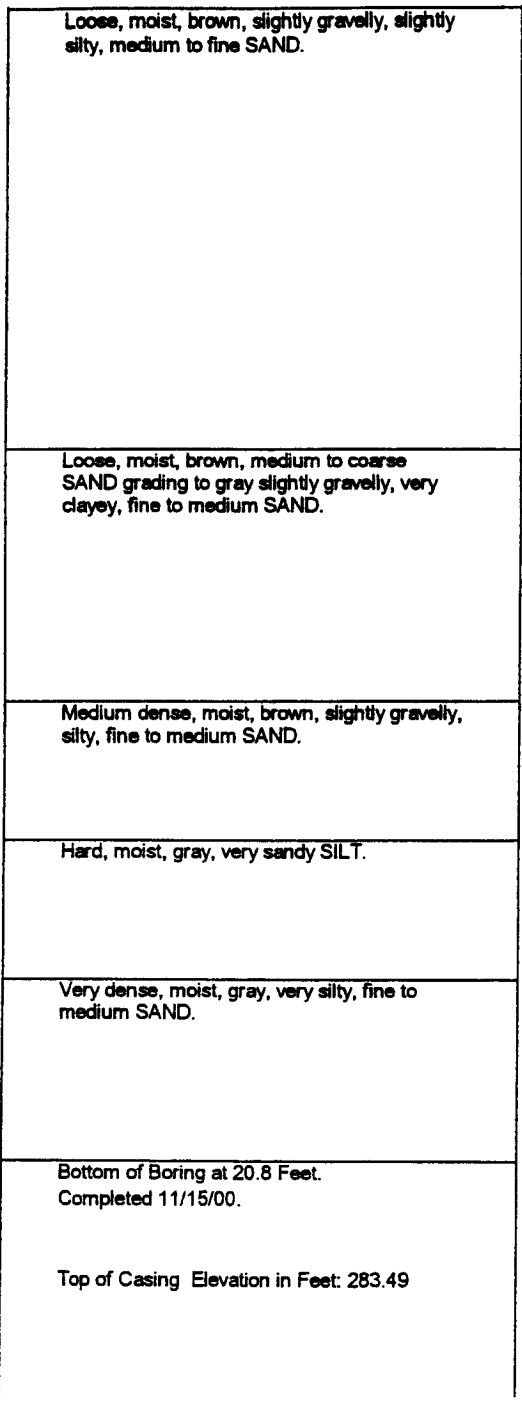 Loose, moist, brown, slightly gravelly, slightly
silty, medium to fine SAND.
Loose, moist, brown, medium to coarse
SAND grading to gray slightly gravelly, very
clayey, fine to medium SAND.
Medium dense, moist, brown, slightly gravelly,
silty, fine to medium SAND.
Hard, moist, gray, very sandy SILT.
Very dense, moist, gray, very silty, fine to
medium SAND.
Bottom of Boring at 20.8 Feet.
Completed 11/15/00.
Top of Casing Elevation in Feet: 283.49